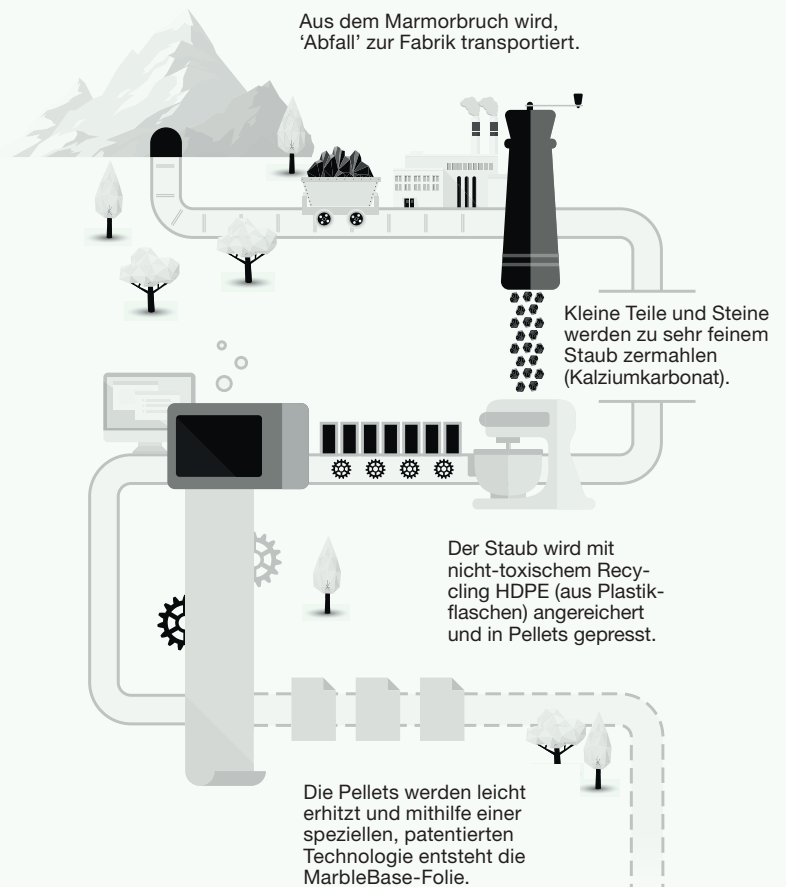 Aus dem Marmorbruch wird,
‘Abfall’ zur Fabrik transportiert.
Kleine Teile und Steine
werden zu sehr feinem
Staub zermahlen
(Kalziumkarbonat).
Der Staub wird mit
nicht-toxischem Recy-
cling HDPE (aus Plastik-
flaschen) angereichert
und in Pellets gepresst.
Die Pellets werden leicht
erhitzt und mithilfe einer
speziellen, patentierten
Technologie entsteht die
MarbleBase-Folie.